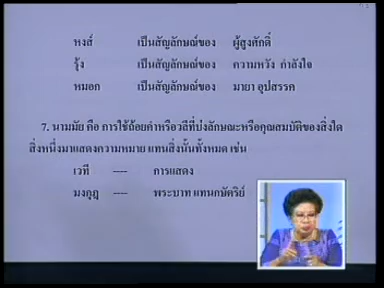 หงส์ เป็นสัญลักษณ์ของ ผู้สูงศักดิ์
รุ้ง เป็นสัญลักษณ์ของ ความหวัง กำลังใจ
หมอก เป็นสัญลักษณ์ของ มายา อุปสรรค
7. นามมัย คือ การใช้ถ้อยคำหรือวลีที่บ่งลักษณะหรือคุณสมบัติของสิ่งใด
สิ่งหนึ่งมาแสดงความหมาย แทนสิ่งนั้นทั้งหมด เช่น
เวที ---- การแสดง
มงกุฎ ---- พระบาท แทนกษัตริย์